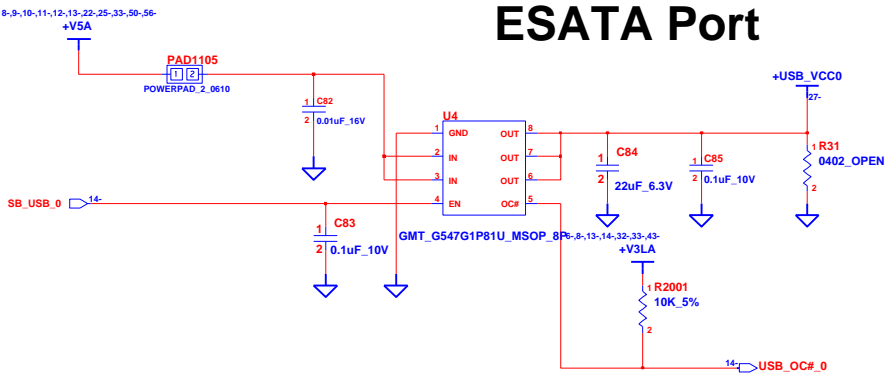 ESATA Port
8-,9-,10-,11-,12-,13-,22-,25-,33-,50-,56-
+V5A
PAD1105
1 2
POWERPAD_2_0610
+USB_VCC0
27-
1 C82
2 0.01uF_16V
U4
1 GND OUT 8
2 IN OUT 7
3 IN OUT 6
4 EN OC# 5
GMT_G547G1P81U_MSOP_8P
1 C84
2 22uF_6.3V
1 C85
2 0.1uF_10V
1 R31
0402_OPEN
2
SB_USB_0 14-
1 C83
2 0.1uF_10V
6-,8-,13-,14-,32-,33-,43-
+V3LA
1 R2001
10K_5%
2
14- USB_OC#_0